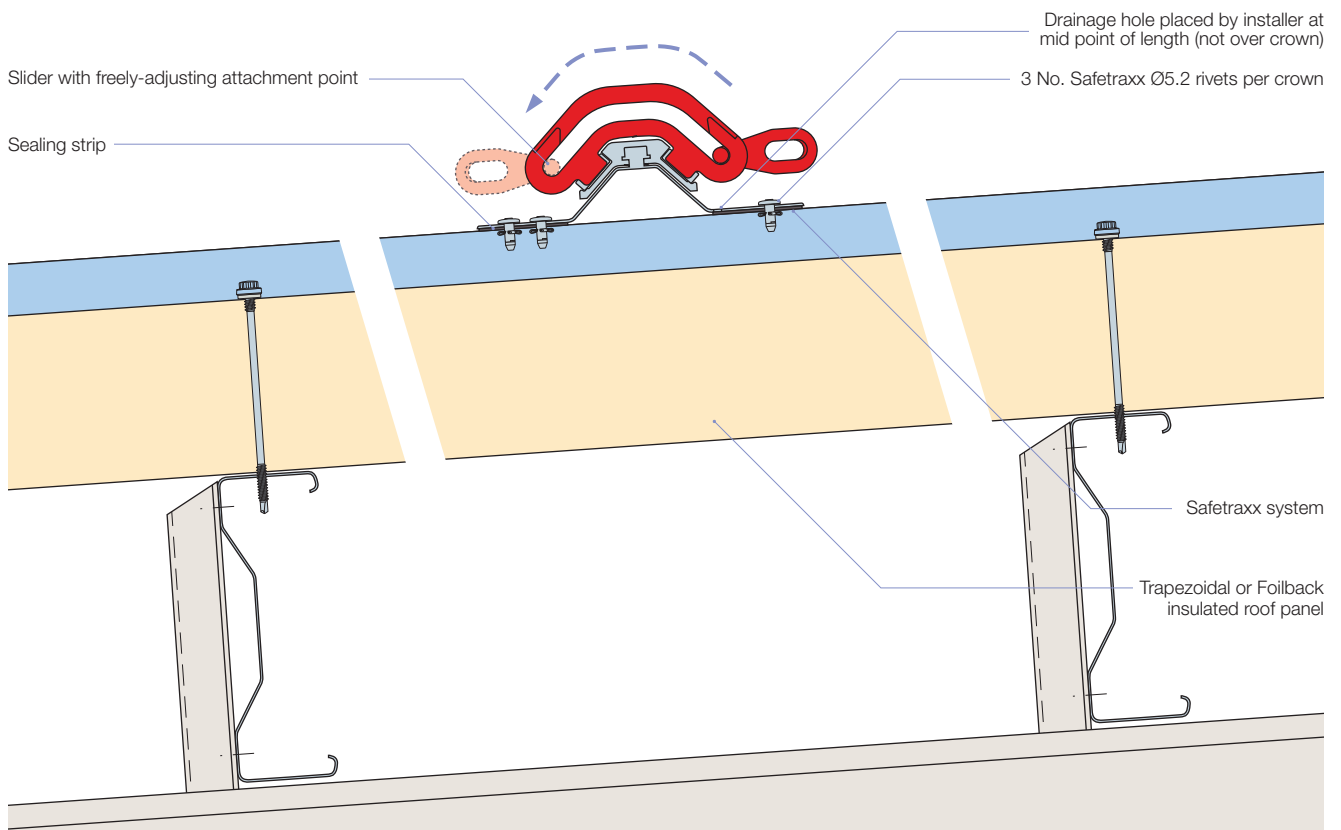 Drainage hole placed by installer at
mid point of length (not over crown)
Slider with freely-adjusting attachment point
3 No. Safetraxx Ø5.2 rivets per crown
Sealing strip
Safetraxx system
Trapezoidal or Foilback
insulated roof panel